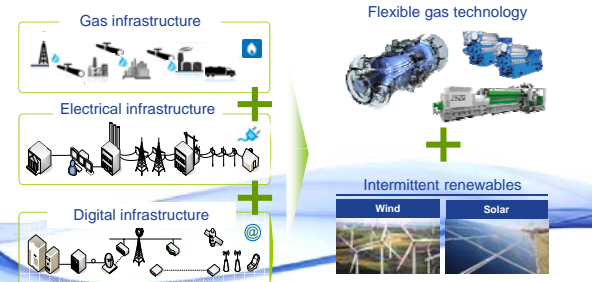 Gas infrastructure
Electrical infrastructure
Digital infrastructure
@
Flexible gas technology
Intermittent renewables
Wind
Solar